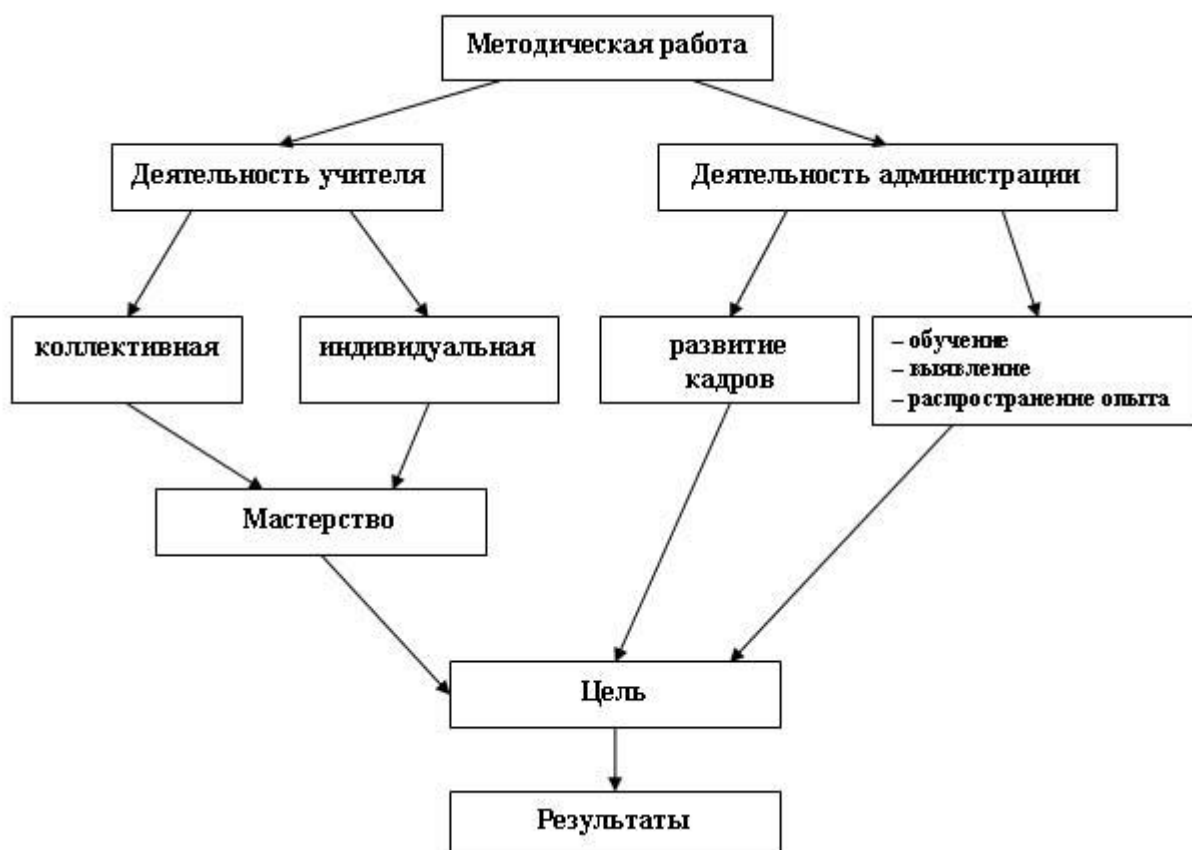 Методическая работа
Деятельность учителя
Деятельность администрации
коллективная
индивидуальная
развитие
кадров
– обучение
– выявление
– распространение опыта
Мастерство
Цель
Результаты